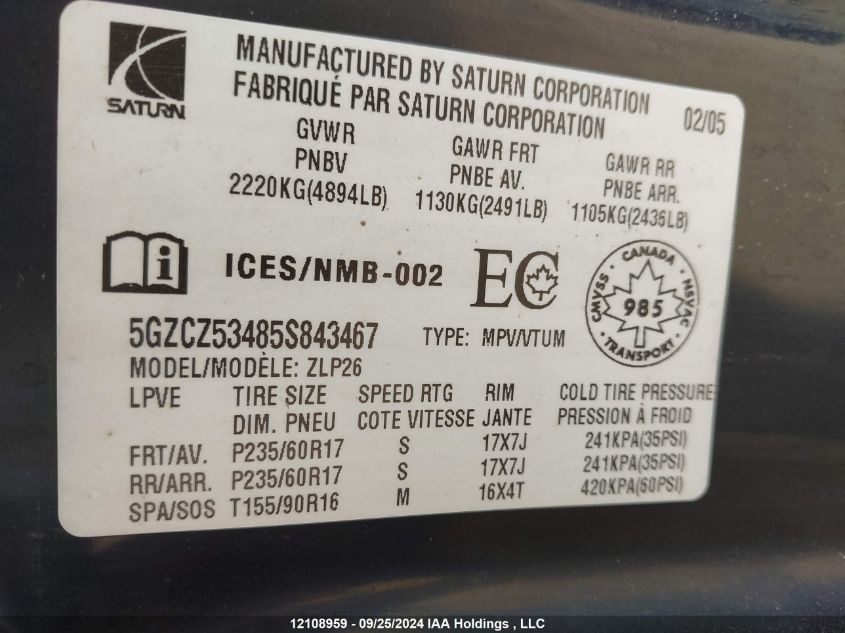 SATURN
MANUFACTURED BY SATURN CORPORATION 02/05
FABRIQUÉ PAR SATURN CORPORATION
GVWR GAWR FRT GAWR RR
PNBV PNBE AV. PNBE ARR.
2220KG(4894LB) 1130KG(2491LB) 1105KG(2436LB)
i ICES/NMB-002 EC
CANADA
CMVSS 985 NSVAC
TRANSPORT
5GZCZ53485S843467 TYPE: MPV/VTUM
MODEL/MODÈLE: ZLP26
LPVE TIRE SIZE SPEED RTG RIM COLD TIRE PRESSURE
DIM. PNEU COTE VITESSE JANTE PRESSION À FROID
FRT/AV. P235/60R17 S 17X7J 241KPA(35PSI)
RR/ARR. P235/60R17 S 17X7J 241KPA(35PSI)
SPA/SOS T155/90R16 M 16X4T 420KPA(60PSI)
12108959 - 09/25/2024 IAA Holdings , LLC